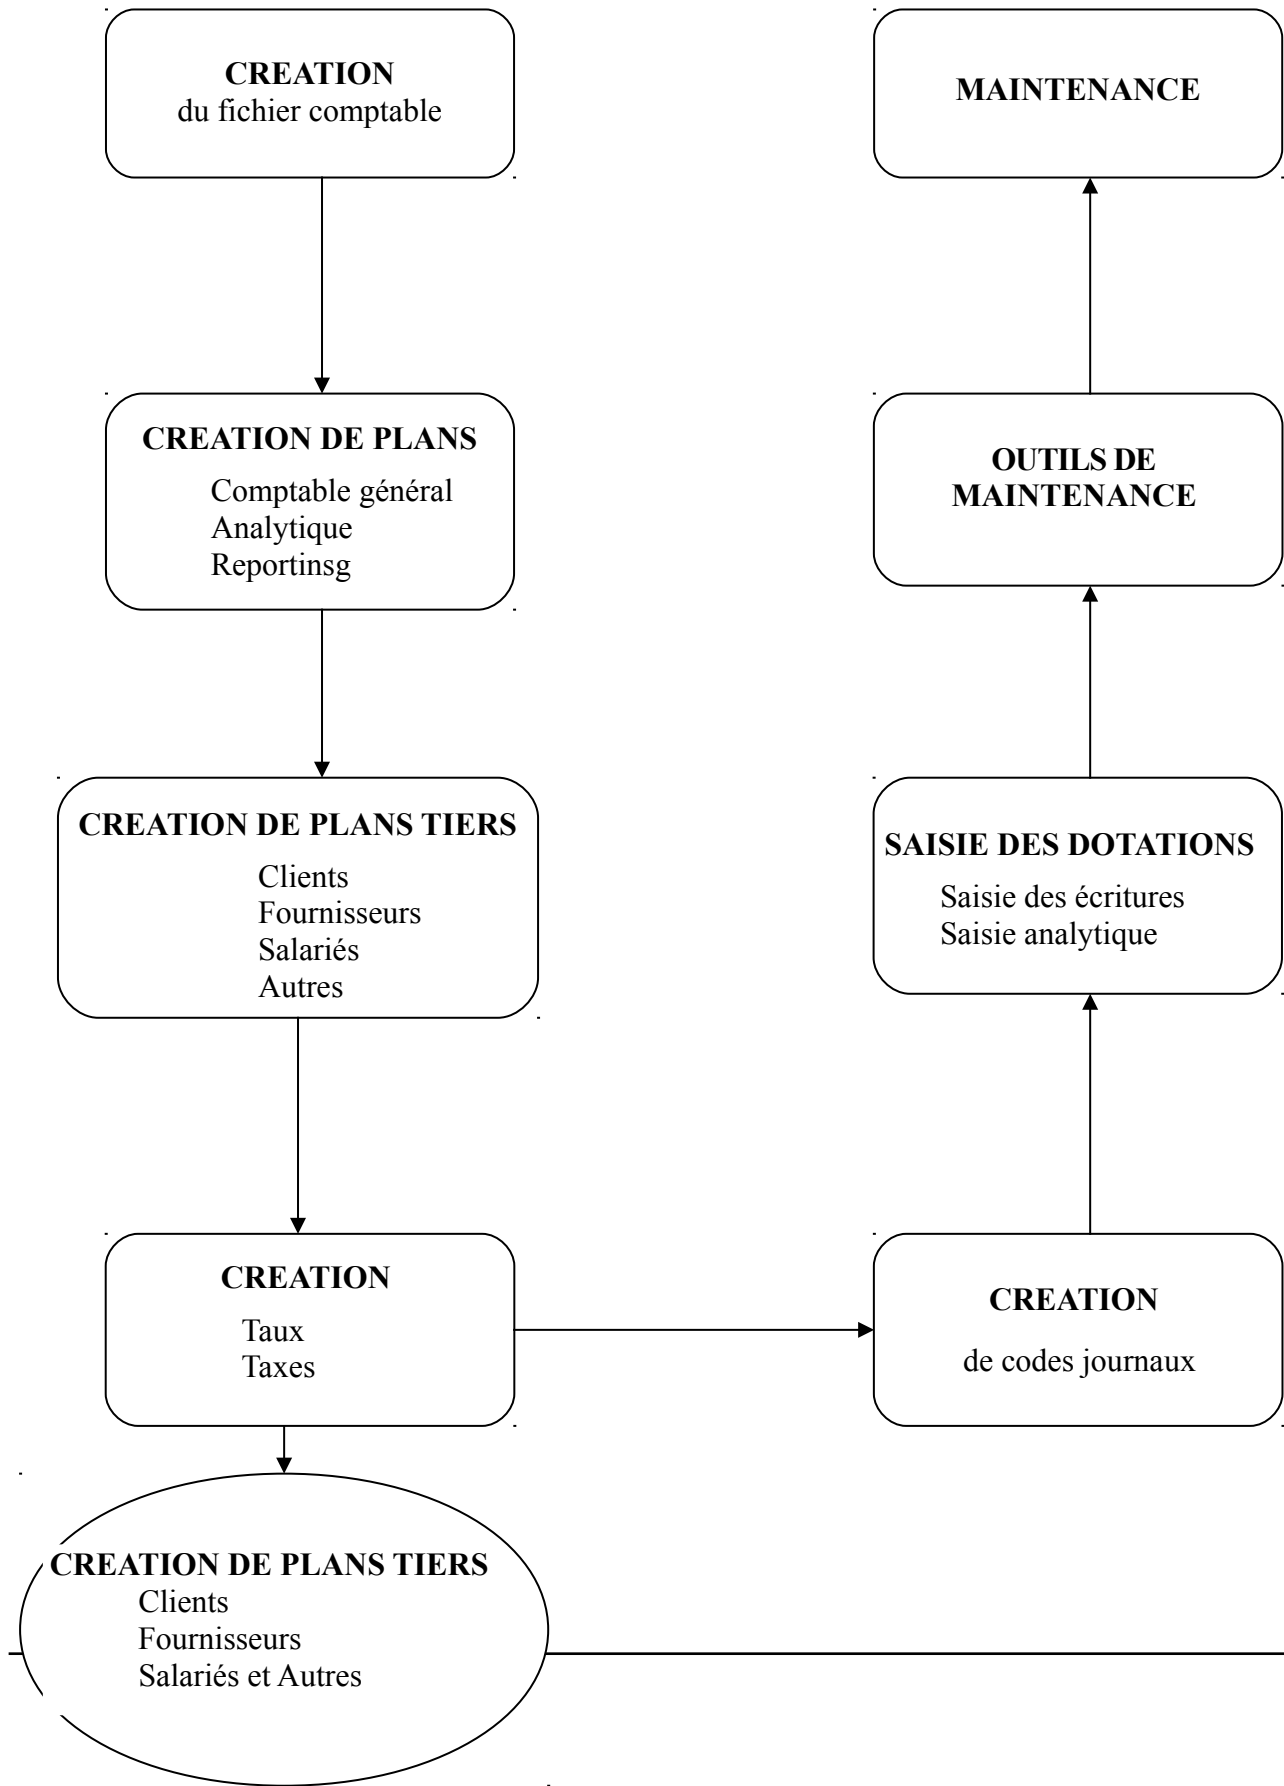 CREATION
du fichier comptable
MAINTENANCE
CREATION DE PLANS
Comptable général
Analytique
Reportinsg
OUTILS DE
MAINTENANCE
CREATION DE PLANS TIERS
Clients
Fournisseurs
Salariés
Autres
SAISIE DES DOTATIONS
Saisie des écritures
Saisie analytique
CREATION
Taux
Taxes
CREATION
de codes journaux
CREATION DE PLANS TIERS
Clients
Fournisseurs
Salariés et Autres